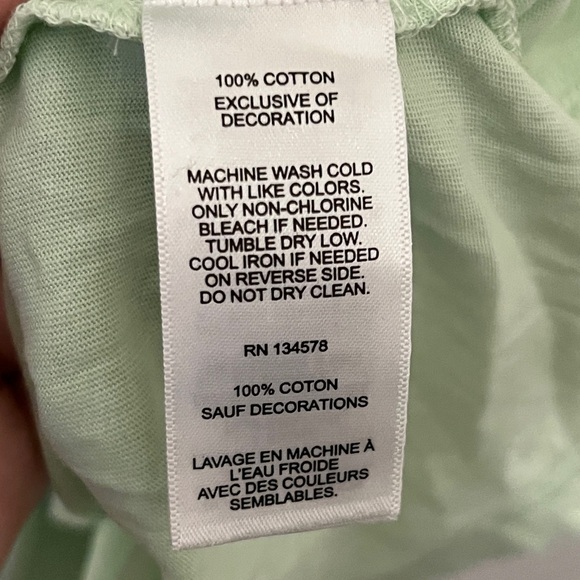 100% COTTON
EXCLUSIVE OF
DECORATION
MACHINE WASH COLD
WITH LIKE COLORS.
ONLY NON-CHLORINE
BLEACH IF NEEDED.
TUMBLE DRY LOW.
COOL IRON IF NEEDED
ON REVERSE SIDE.
DO NOT DRY CLEAN.
RN 134578
100% COTON
SAUF DECORATIONS
LAVAGE EN MACHINE À
L'EAU FROIDE
AVEC DES COULEURS
SEMBLABLES.